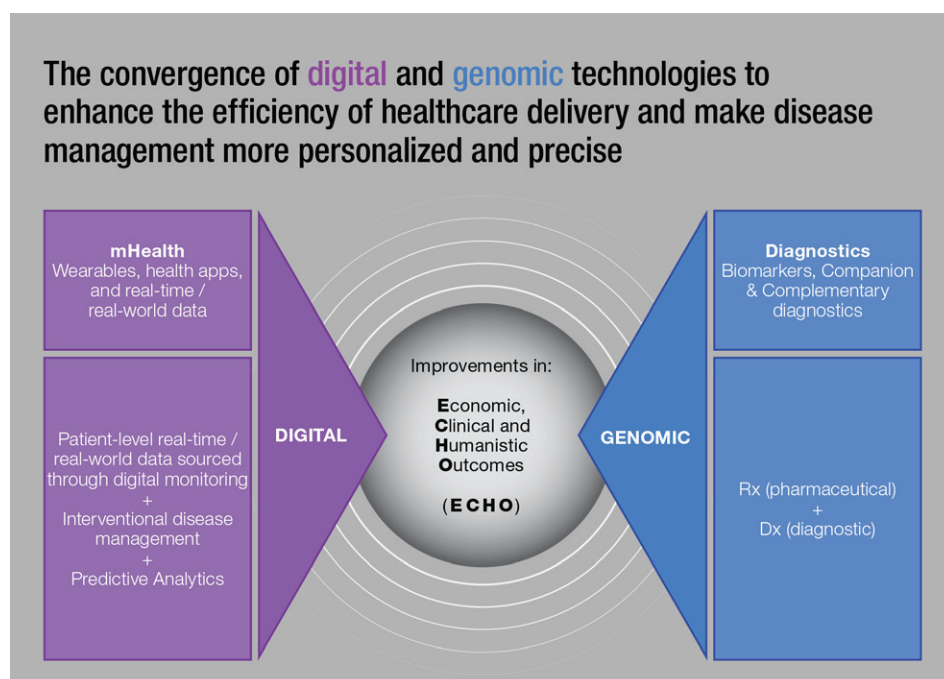 The convergence of digital and genomic technologies to
enhance the efficiency of healthcare delivery and make disease
management more personalized and precise
mHealth
Wearables, health apps,
and real-time /
real-world data
Patient-level real-time /
real-world data sourced
through digital monitoring
+
Interventional disease
management
+
Predictive Analytics
DIGITAL
Improvements in:
Economic,
Clinical and
Humanistic
Outcomes
(ECHO)
GENOMIC
Diagnostics
Biomarkers, Companion
& Complementary
diagnostics
Rx (pharmaceutical)
+
Dx (diagnostic)